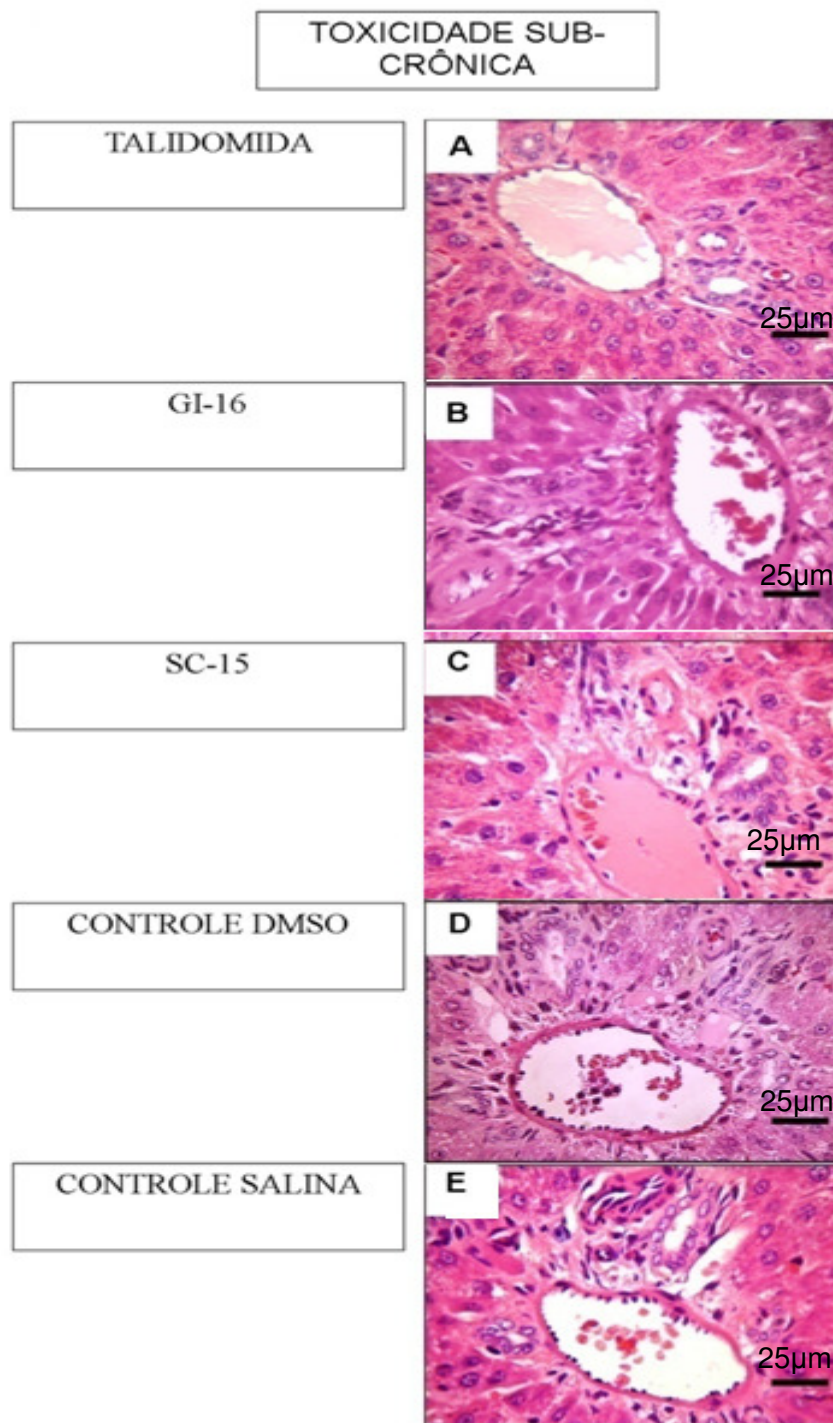 TOXICIDADE SUB-
CRÔNICA
TALIDOMIDA
A
25µm
GI-16
B
25µm
SC-15
C
25µm
CONTROLE DMSO
D
25µm
CONTROLE SALINA
E
25µm